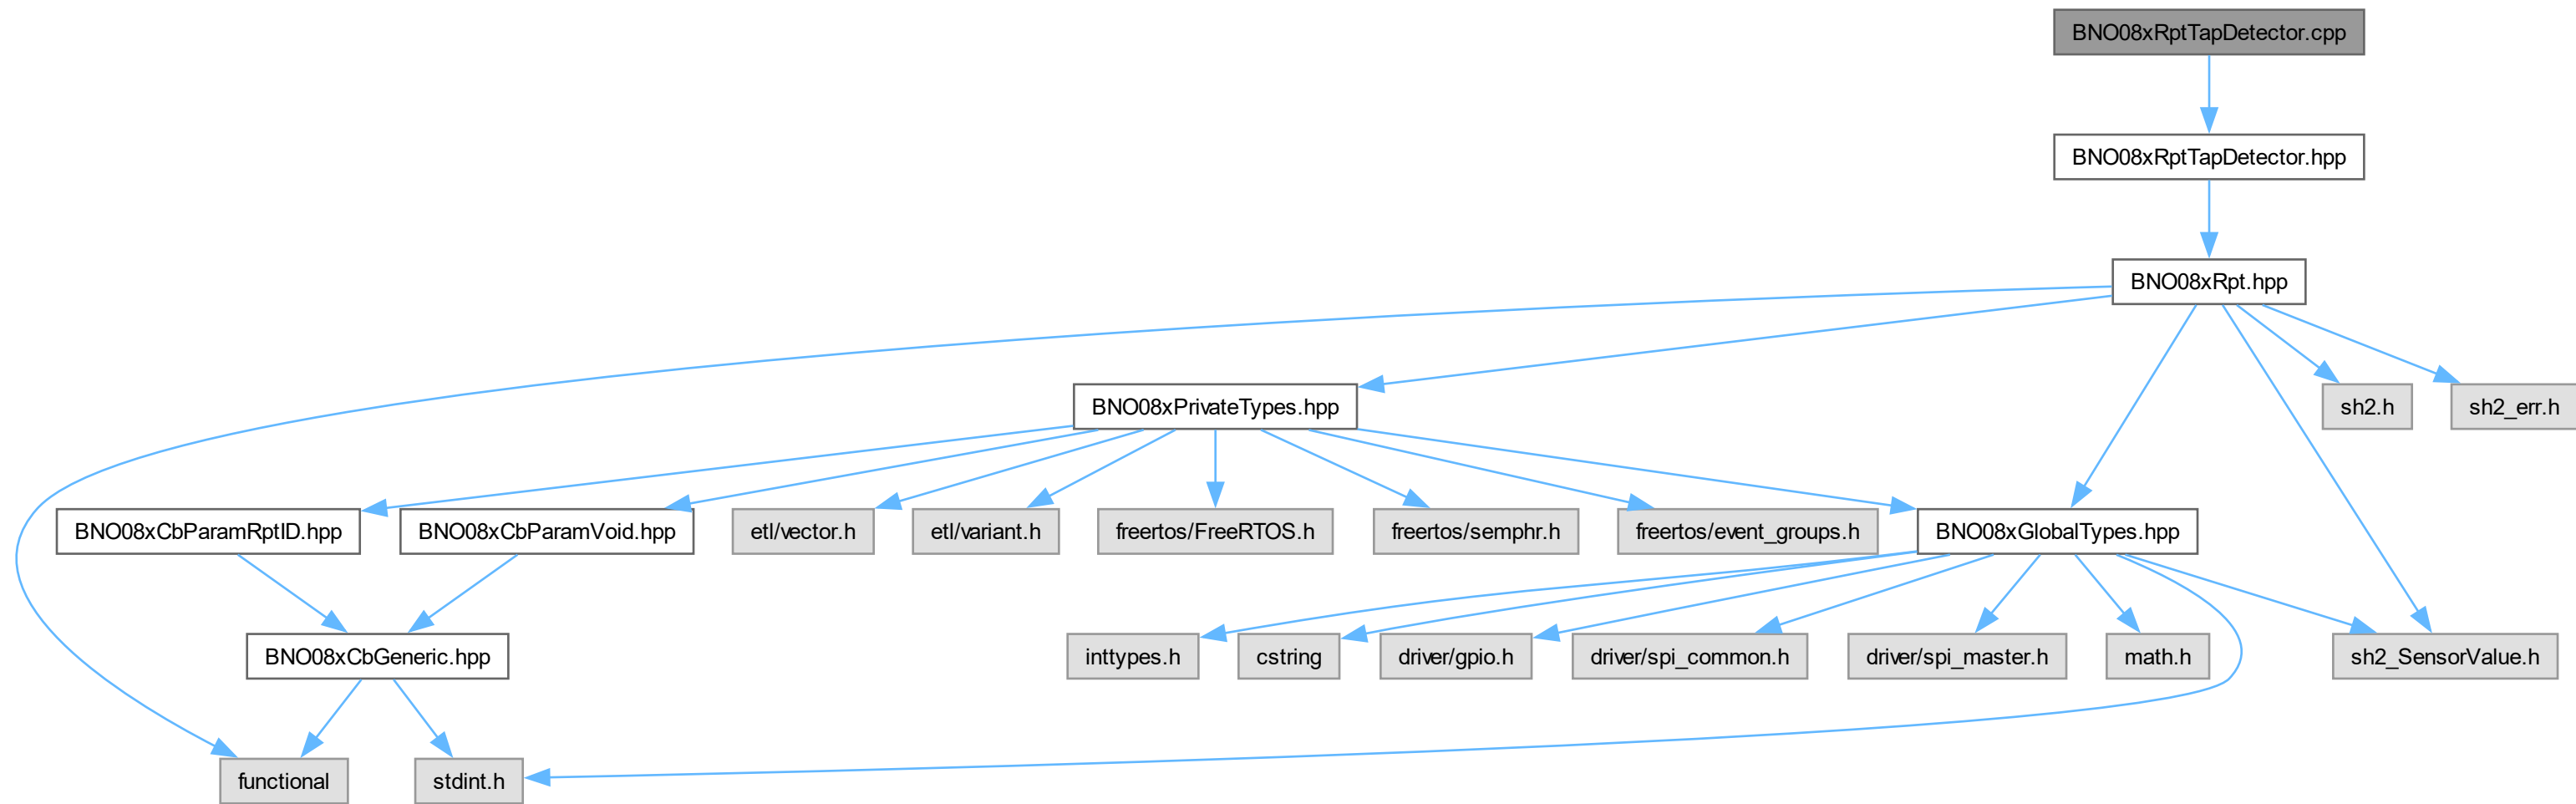 BNO08xRptTapDetector.cpp
BNO08xRptTapDetector.hpp
BNO08xRpt.hpp
BNO08xPrivateTypes.hpp
sh2.h
sh2_err.h
BNO08xCbParamRptID.hpp
BNO08xCbParamVoid.hpp
etl/vector.h
etl/variant.h
freertos/FreeRTOS.h
freertos/semphr.h
freertos/event_groups.h
BNO08xGlobalTypes.hpp
BNO08xCbGeneric.hpp
inttypes.h
cstring
driver/gpio.h
driver/spi_common.h
driver/spi_master.h
math.h
sh2_SensorValue.h
functional
stdint.h